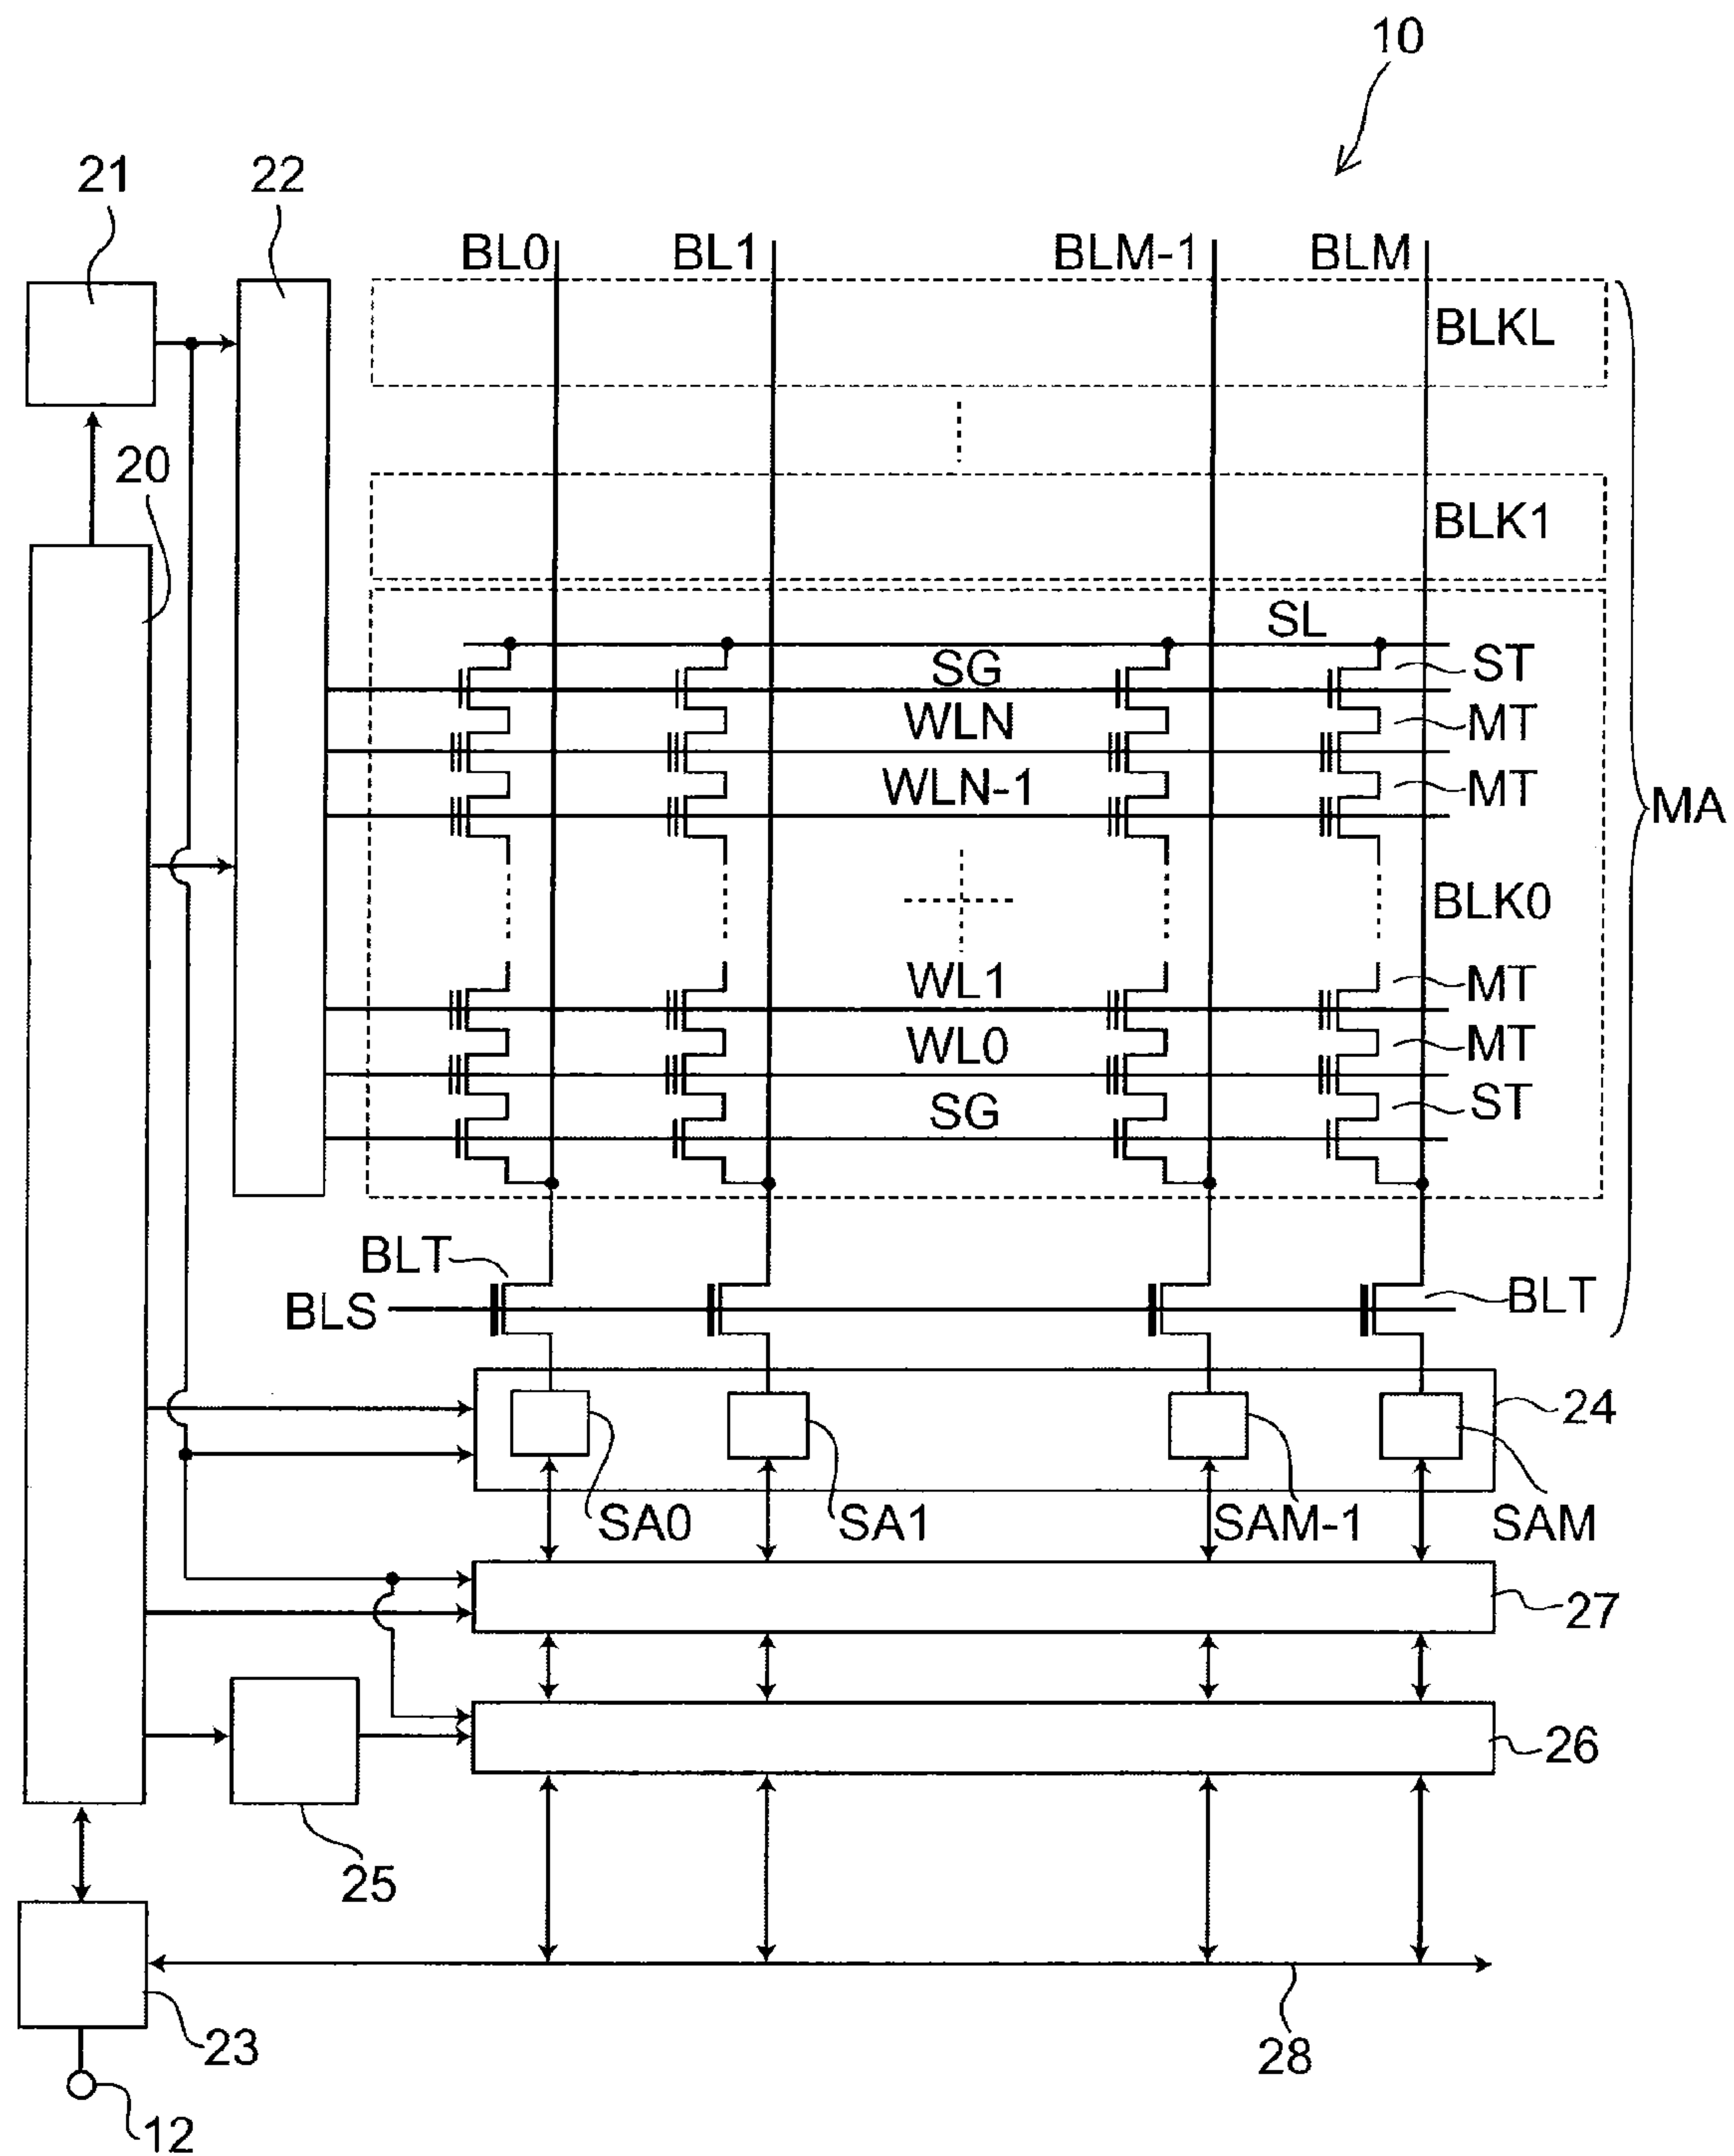 10
21
22
BL0
BL1
BLM-1
BLM
BLKL
20
BLK1
SL
SG
ST
WLN
MT
WLN-1
MT
MA
BLK0
WL1
MT
WL0
MT
SG
ST
BLT
BLS
BLT
24
SA0
SA1
SAM-1
SAM
27
26
25
23
28
12